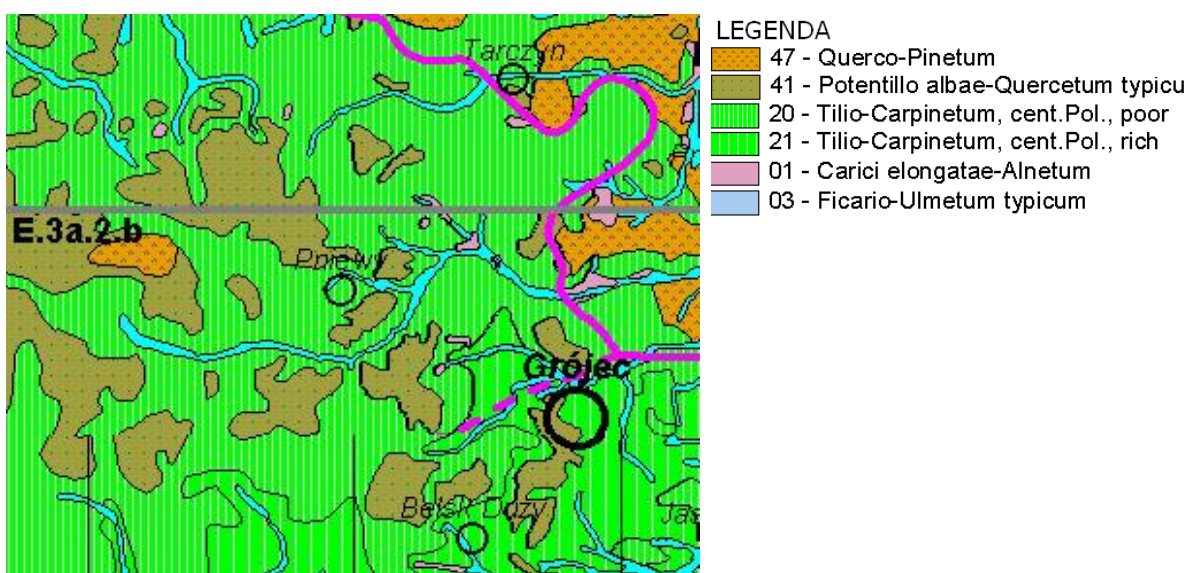 Tarczyn
E.3a.2.b
Pniewy
Grójec
Belsk Duży
Jas
LEGENDA
47 - Querco-Pinetum
41 - Potentillo albae-Quercetum typicu
20 - Tilio-Carpinetum, cent.Pol., poor
21 - Tilio-Carpinetum, cent.Pol., rich
01 - Carici elongatae-Alnetum
03 - Ficario-Ulmetum typicum